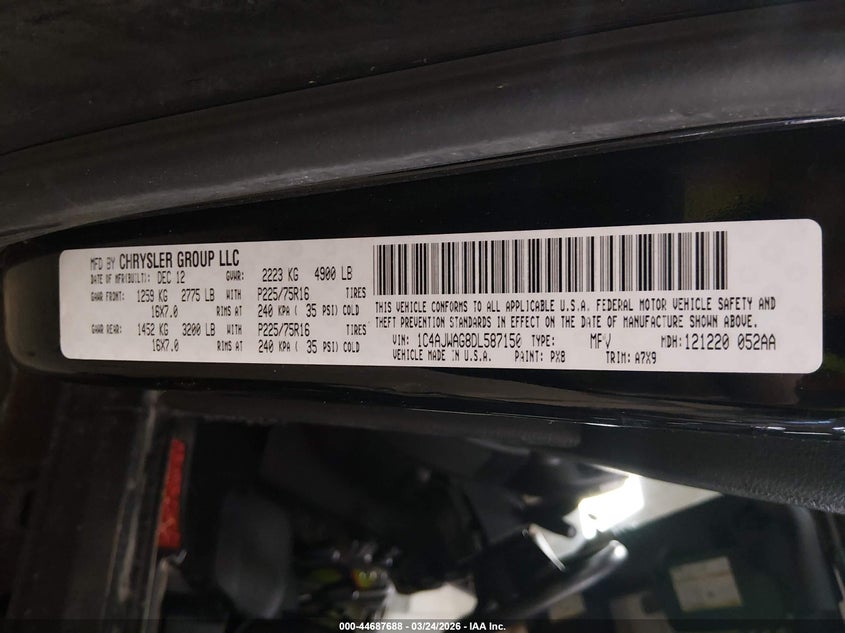 MFD BY CHRYSLER GROUP LLC
DATE OF MFR(BUILT): DEC 12 GVWR: 2223 KG 4900 LB
GAWR FRONT: 1259 KG 2775 LB WITH P225/75R16 TIRES
16X7.0 RIMS AT 240 KPA ( 35 PSI) COLD
GAWR REAR: 1452 KG 3200 LB WITH P225/75R16 TIRES
16X7.0 RIMS AT 240 KPA ( 35 PSI) COLD
THIS VEHICLE CONFORMS TO ALL APPLICABLE U.S.A. FEDERAL MOTOR VEHICLE SAFETY AND
THEFT PREVENTION STANDARDS IN EFFECT ON THE DATE OF MANUFACTURE SHOWN ABOVE.
VIN: 1C4AJWAG8DL587150 TYPE: MPV MDH: 121220 052AA
VEHICLE MADE IN U.S.A. PAINT: PX8 TRIM: A7X9
000-44687688 - 03/24/2026 - IAA Inc.